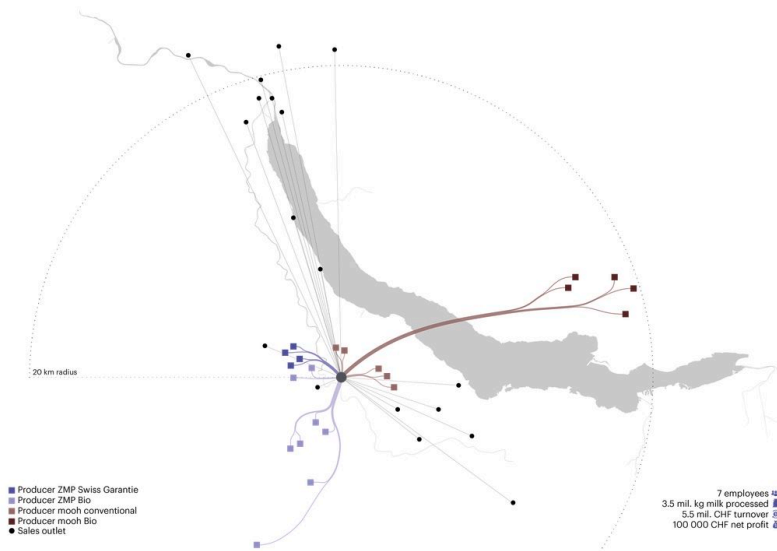 20 km radius
Producer ZMP Swiss Garantie
Producer ZMP Bio
Producer mooh conventional
Producer mooh Bio
Sales outlet
7 employees
3.5 mil. kg milk processed
5.5 mil. CHF turnover
100 000 CHF net profit